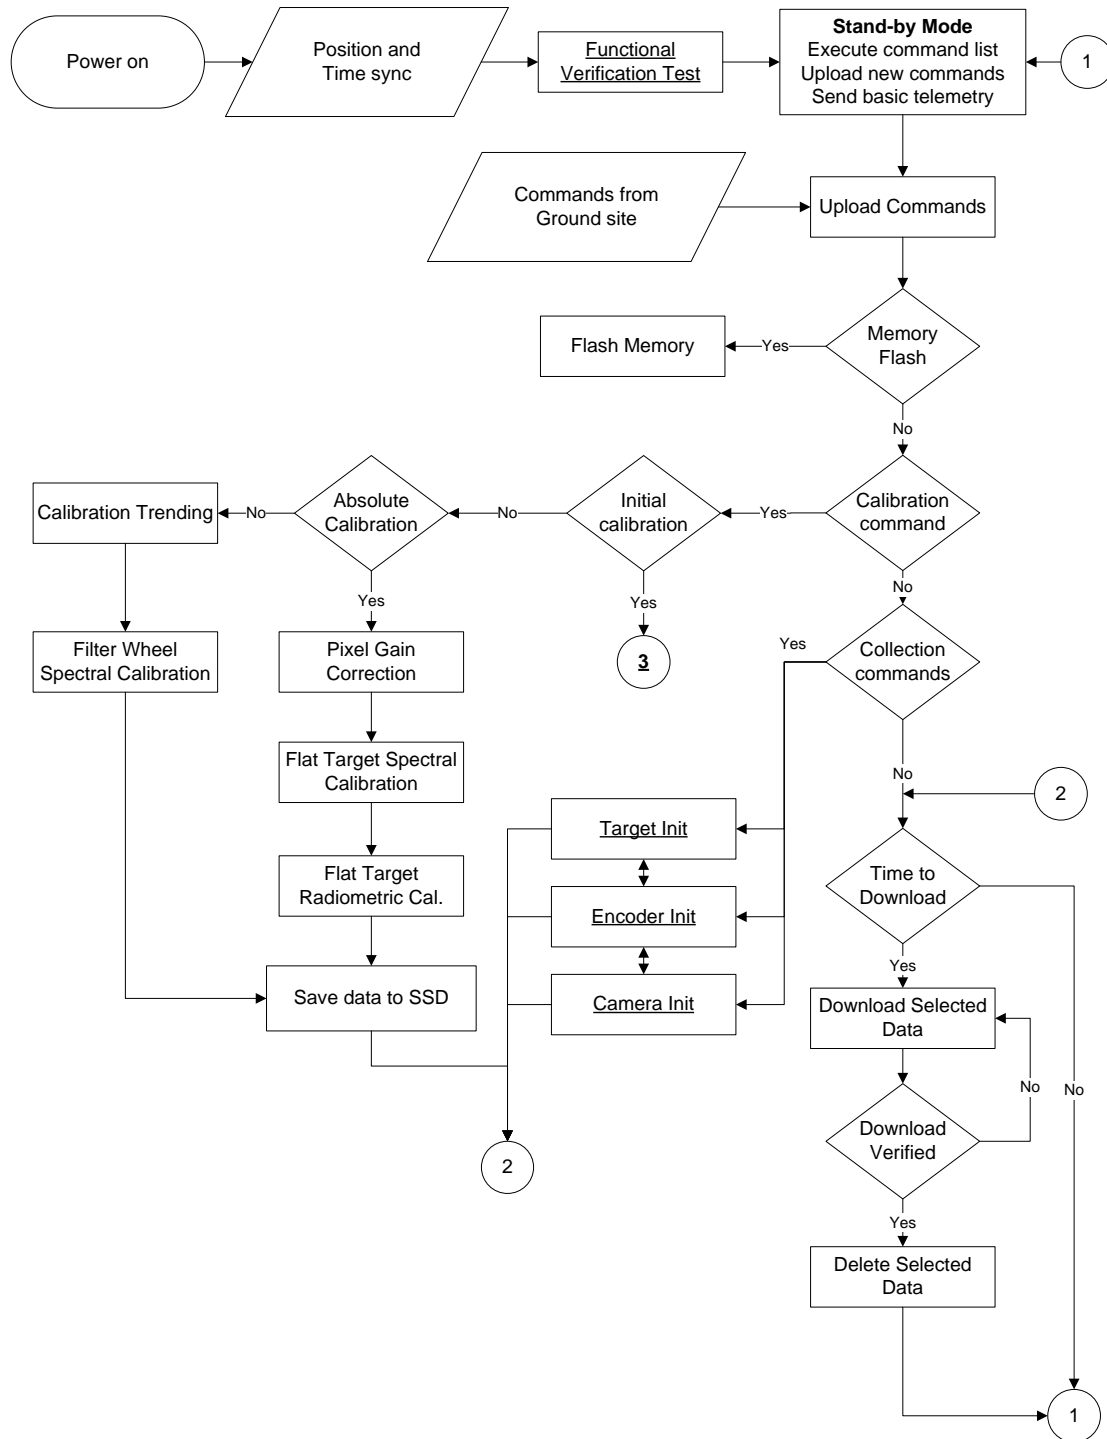 Power on
Position and
Time sync
Functional
Verification Test
Stand-by Mode
Execute command list
Upload new commands
Send basic telemetry
1
Commands from
Ground site
Upload Commands
Flash Memory
Yes
Memory
Flash
No
Calibration Trending
No
Absolute
Calibration
No
Initial
calibration
Yes
Calibration
command
Yes
Yes
No
Filter Wheel
Spectral Calibration
Pixel Gain
Correction
3
Yes
Collection
commands
Flat Target Spectral
Calibration
No
2
Target Init
Flat Target
Radiometric Cal.
Time to
Download
Encoder Init
Yes
Save data to SSD
Camera Init
Download Selected
Data
No
No
Download
Verified
2
Yes
Delete Selected
Data
1